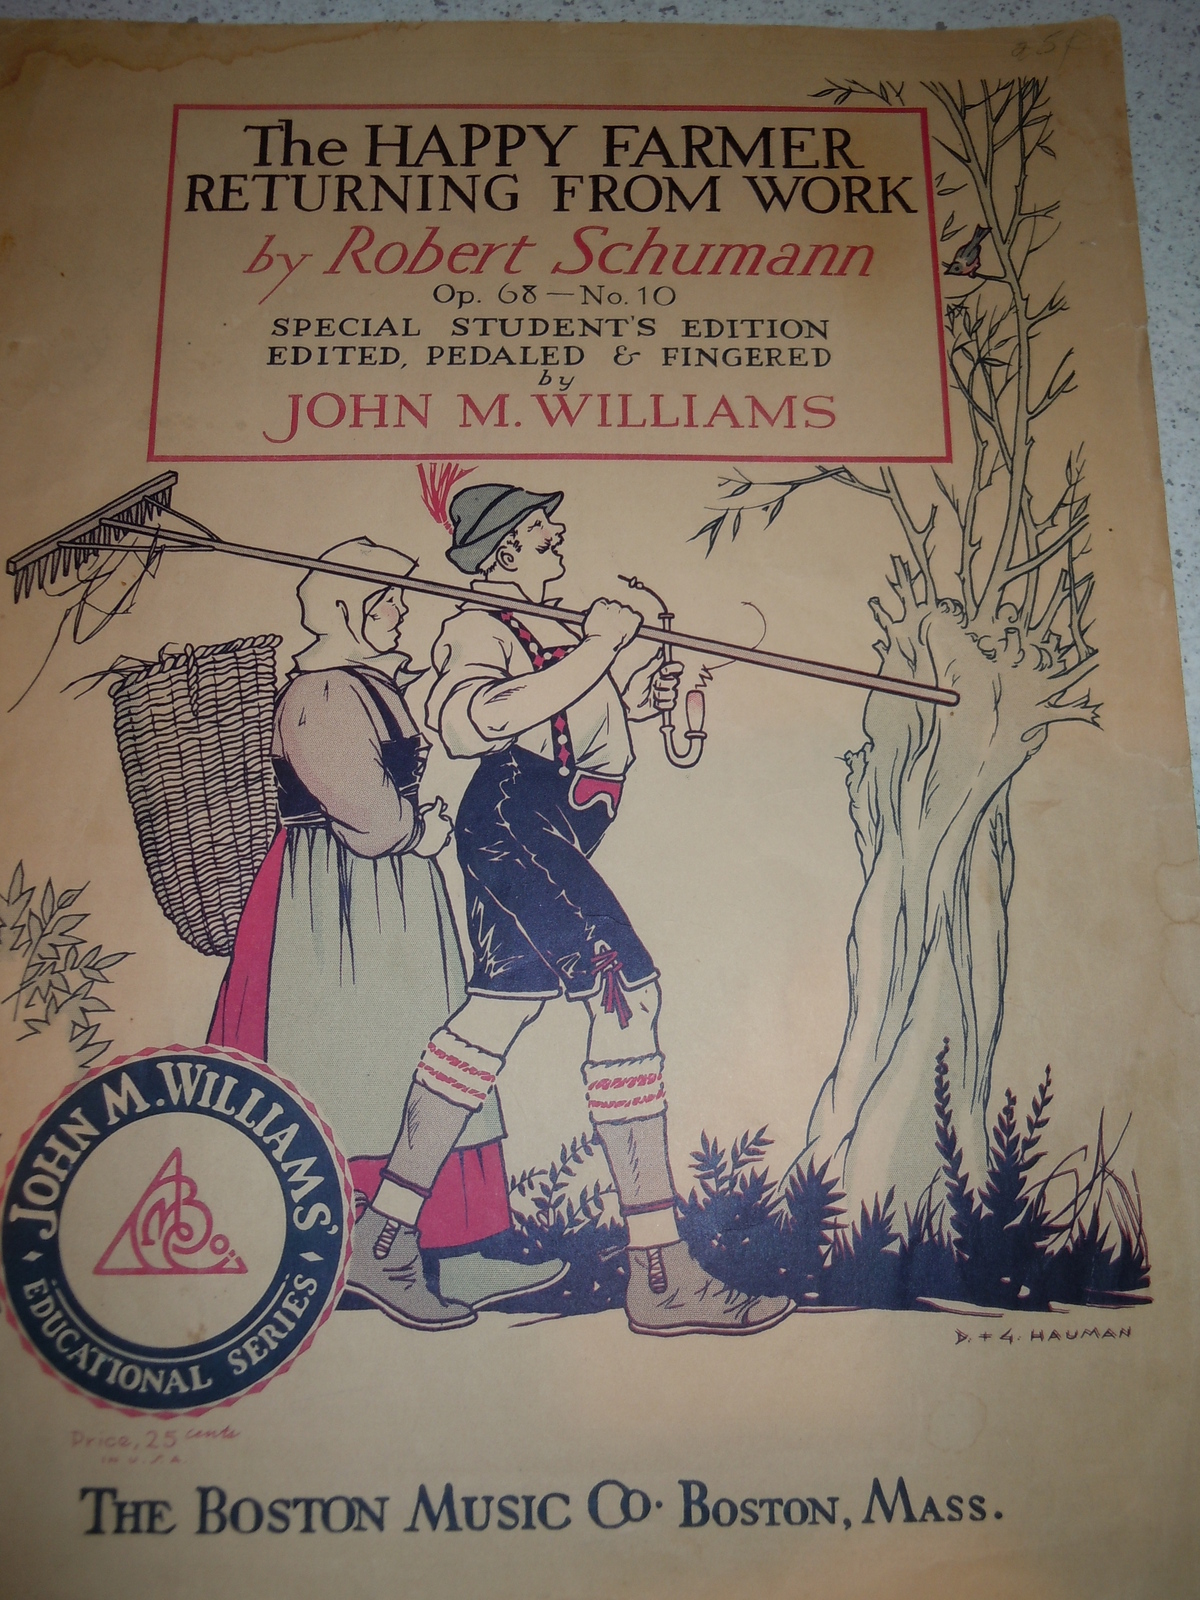 The HAPPY FARMER
RETURNING FROM WORK
by Robert Schumann
Op. 68—No. 10
SPECIAL STUDENT'S EDITION
EDITED, PEDALED & FINGERED
by
JOHN M. WILLIAMS
JOHN M. WILLIAMS'
EDUCATIONAL SERIES
D. + G. HAUMAN
Price, 25 cents
IN U.S.A.
THE BOSTON MUSIC CO. BOSTON, MASS.